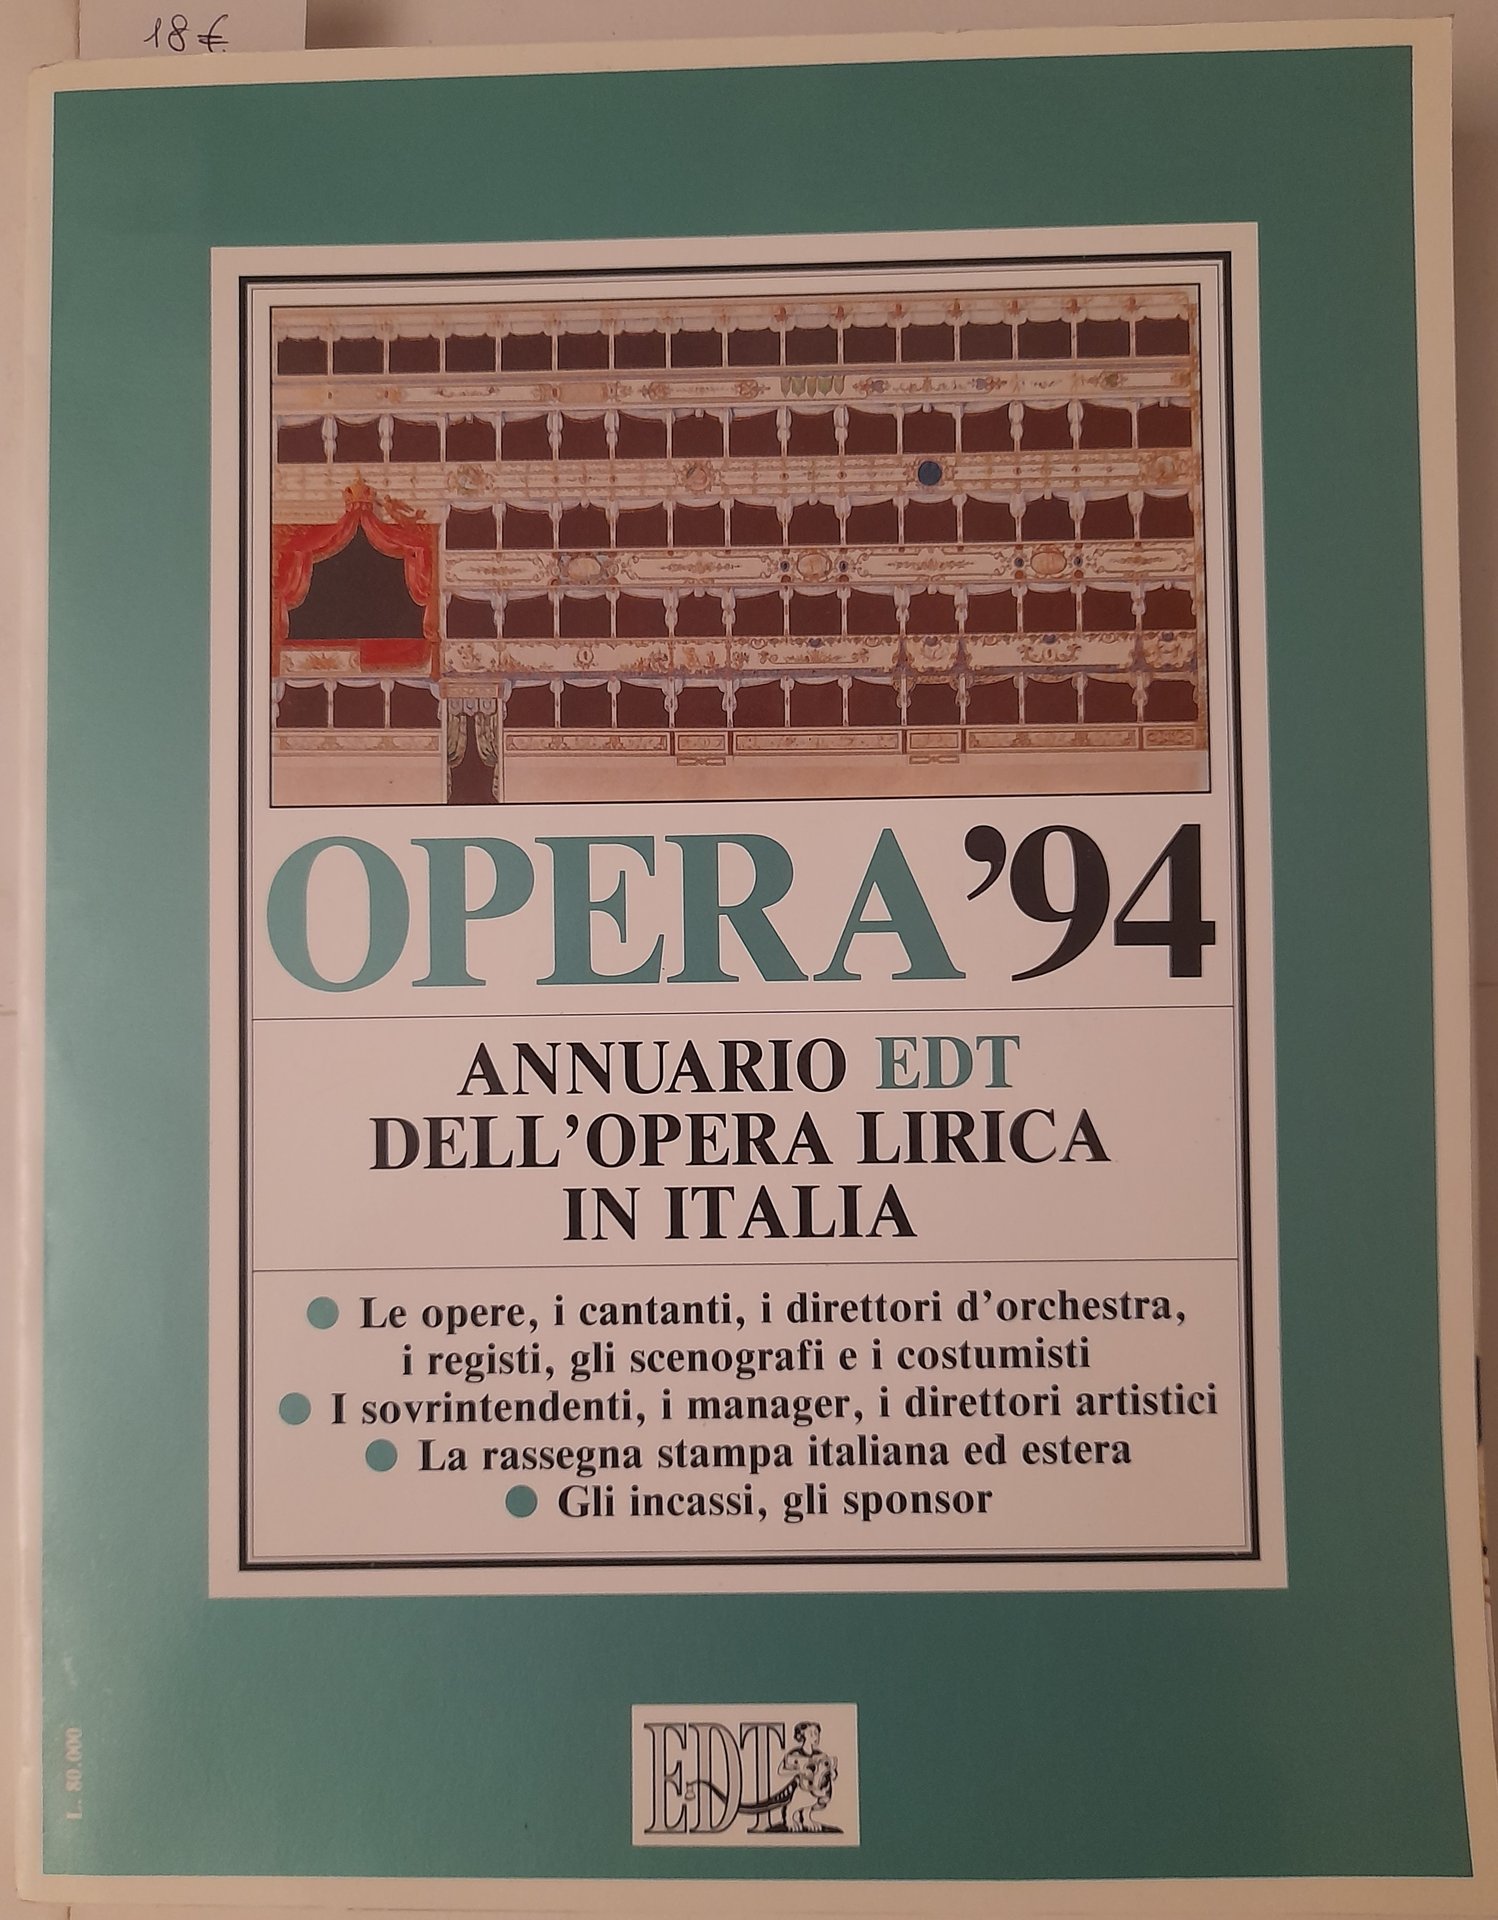 18 €
OPERA '94
ANNUARIO EDT
DELL'OPERA LIRICA
IN ITALIA
● Le opere, i cantanti, i direttori d'orchestra,
i registi, gli scenografi e i costumisti
● I sovrintendenti, i manager, i direttori artistici
● La rassegna stampa italiana ed estera
● Gli incassi, gli sponsor
L. 80.000
EDT